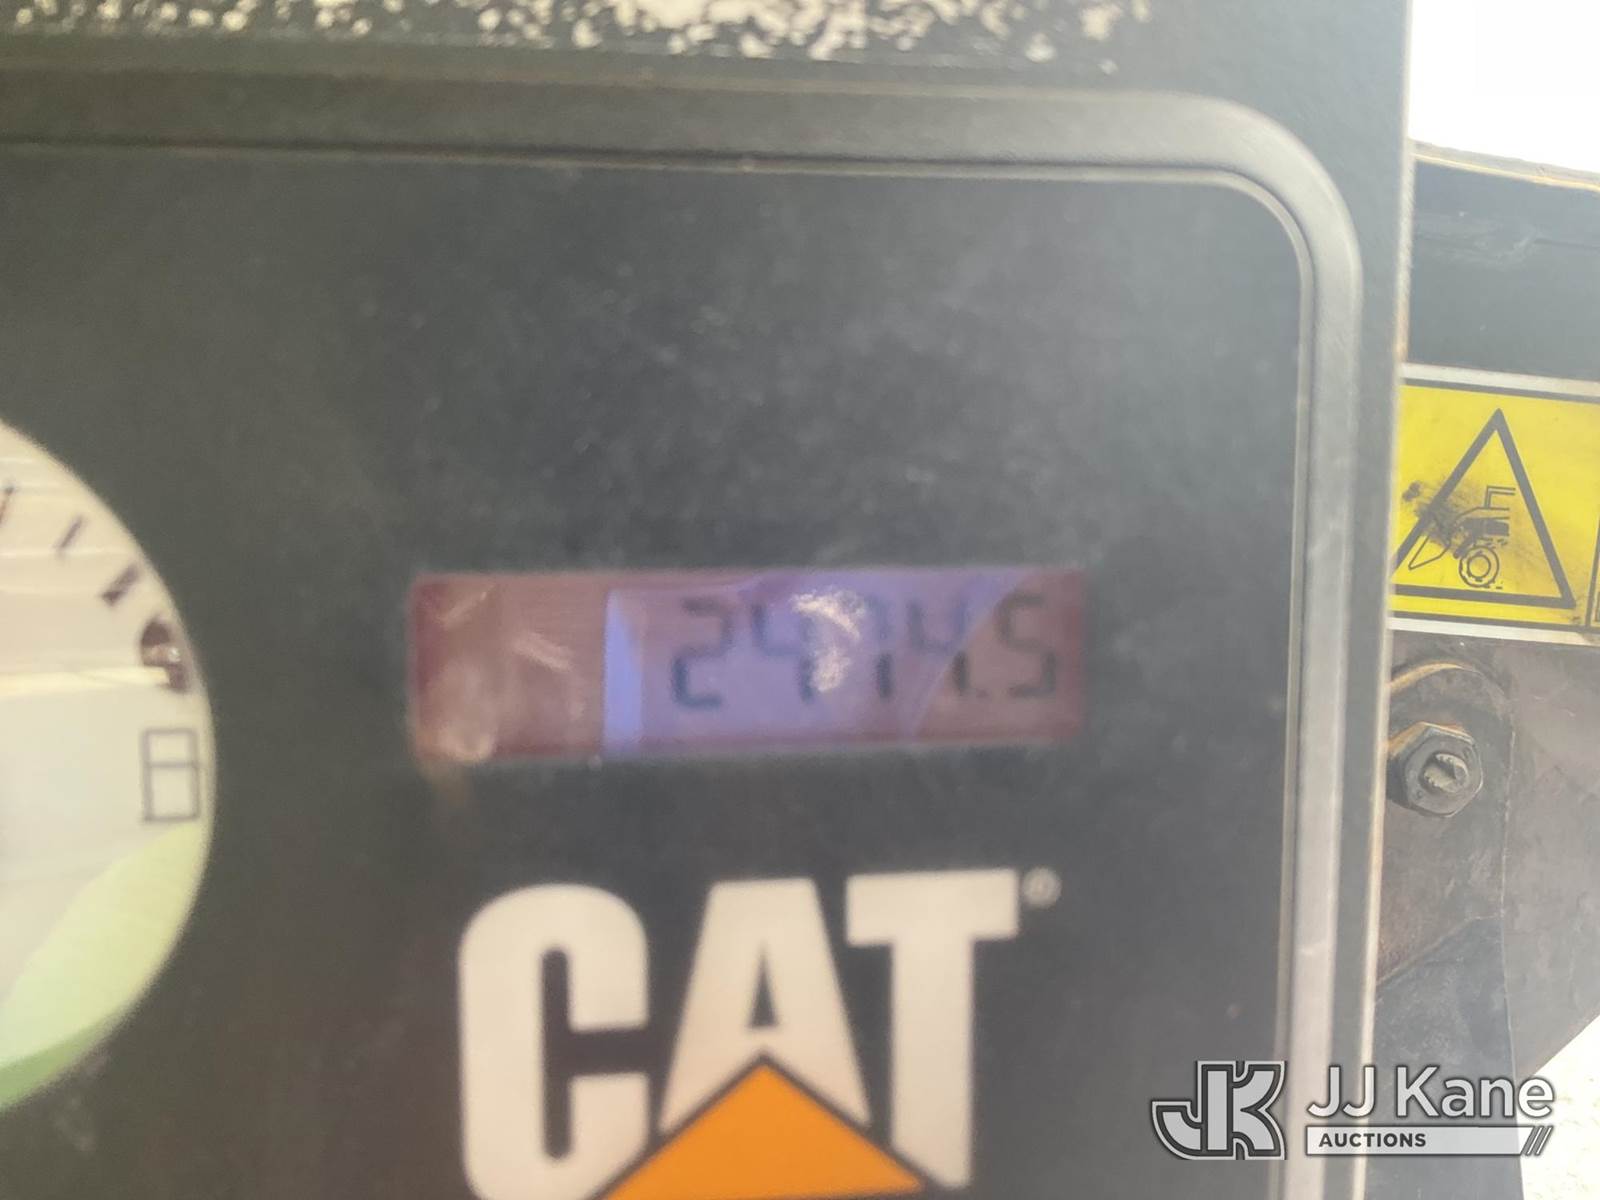 2474.5
CAT®
JJ Kane
AUCTIONS